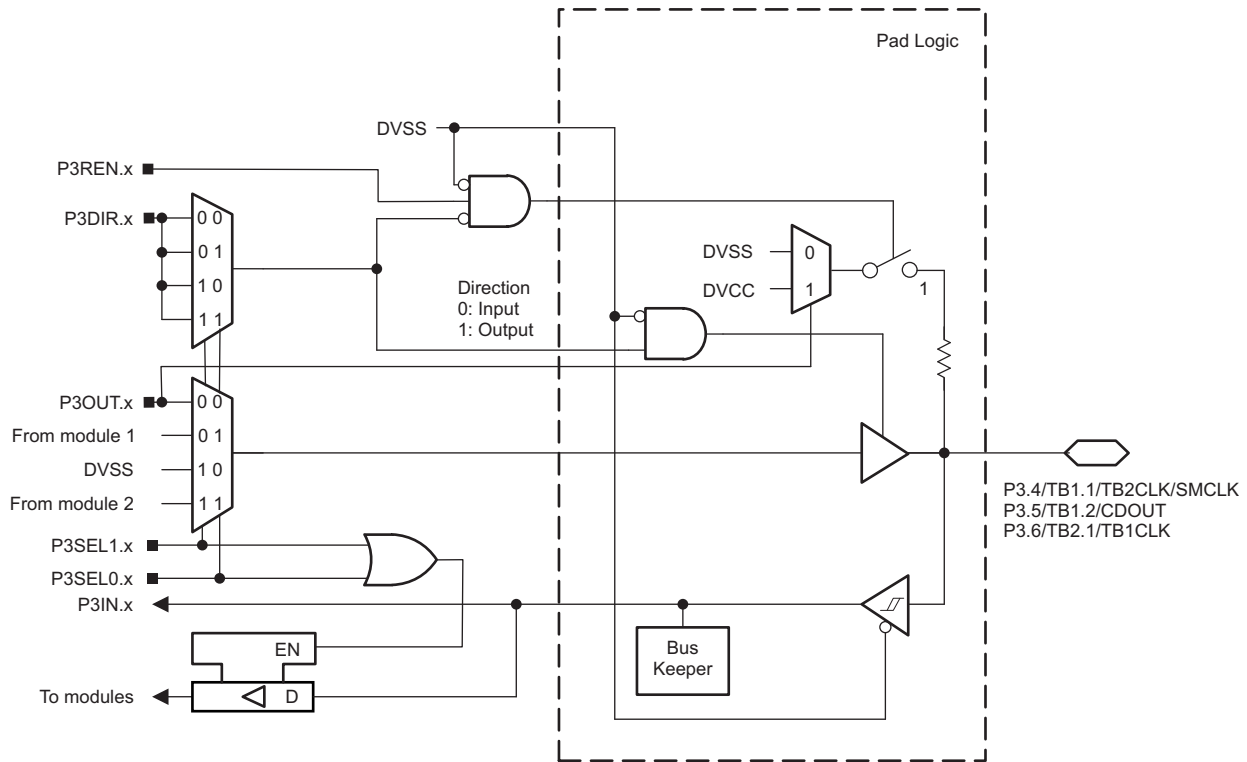 Pad Logic
DVSS
P3REN.x
P3DIR.x
0 0
0 1
1 0
1 1
Direction
0: Input
1: Output
DVSS
0
DVCC
1
1
P3OUT.x
0 0
From module 1
0 1
DVSS
1 0
From module 2
1 1
P3.4/TB1.1/TB2CLK/SMCLK
P3.5/TB1.2/CDOUT
P3.6/TB2.1/TB1CLK
P3SEL1.x
P3SEL0.x
P3IN.x
Bus
Keeper
EN
To modules
D